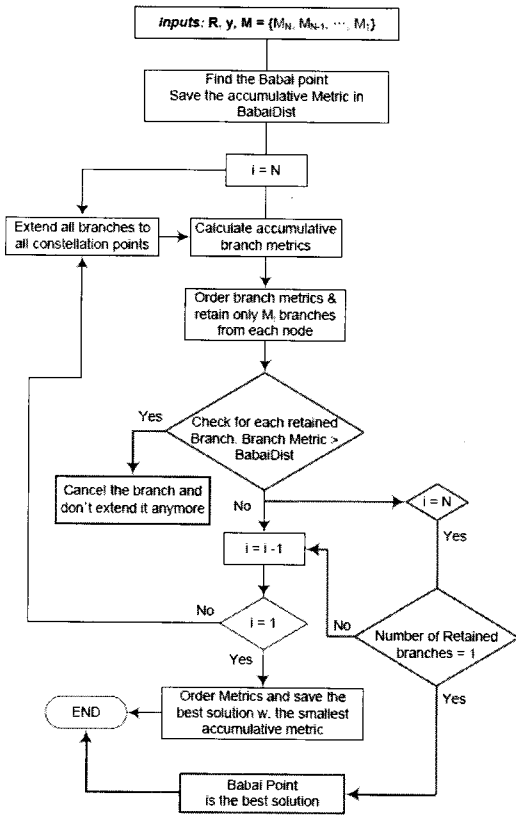 inputs: R, y, M = {M_N, M_N-1, ..., M_1}
Find the Babai point
Save the accumulative Metric in
BabaiDist
i = N
Extend all branches to
all constellation points
Calculate accumulative
branch metrics
Order branch metrics &
retain only M_i branches
from each node
Yes
Check for each retained
Branch. Branch Metric >
BabaiDist
Cancel the branch and
don't extend it anymore
No
i = N
Yes
i = i -1
No
i = 1
No
Number of Retained
branches = 1
Yes
Yes
END
Order Metrics and save the
best solution w. the smallest
accumulative metric
Babai Point
is the best solution